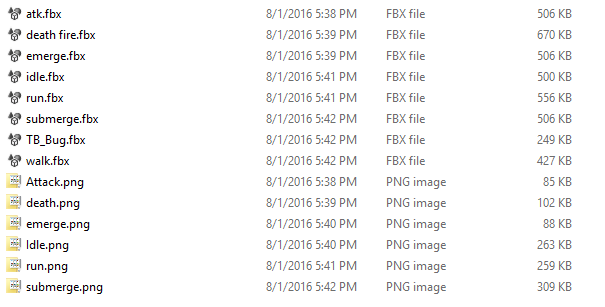 atk.fbx 8/1/2016 5:38 PM FBX file 506 KB
death fire.fbx 8/1/2016 5:39 PM FBX file 670 KB
emerge.fbx 8/1/2016 5:39 PM FBX file 506 KB
idle.fbx 8/1/2016 5:41 PM FBX file 500 KB
run.fbx 8/1/2016 5:41 PM FBX file 556 KB
submerge.fbx 8/1/2016 5:42 PM FBX file 506 KB
TB_Bug.fbx 8/1/2016 5:42 PM FBX file 249 KB
walk.fbx 8/1/2016 5:42 PM FBX file 427 KB
Attack.png 8/1/2016 5:38 PM PNG image 85 KB
death.png 8/1/2016 5:39 PM PNG image 102 KB
emerge.png 8/1/2016 5:40 PM PNG image 88 KB
Idle.png 8/1/2016 5:40 PM PNG image 263 KB
run.png 8/1/2016 5:41 PM PNG image 259 KB
submerge.png 8/1/2016 5:42 PM PNG image 309 KB